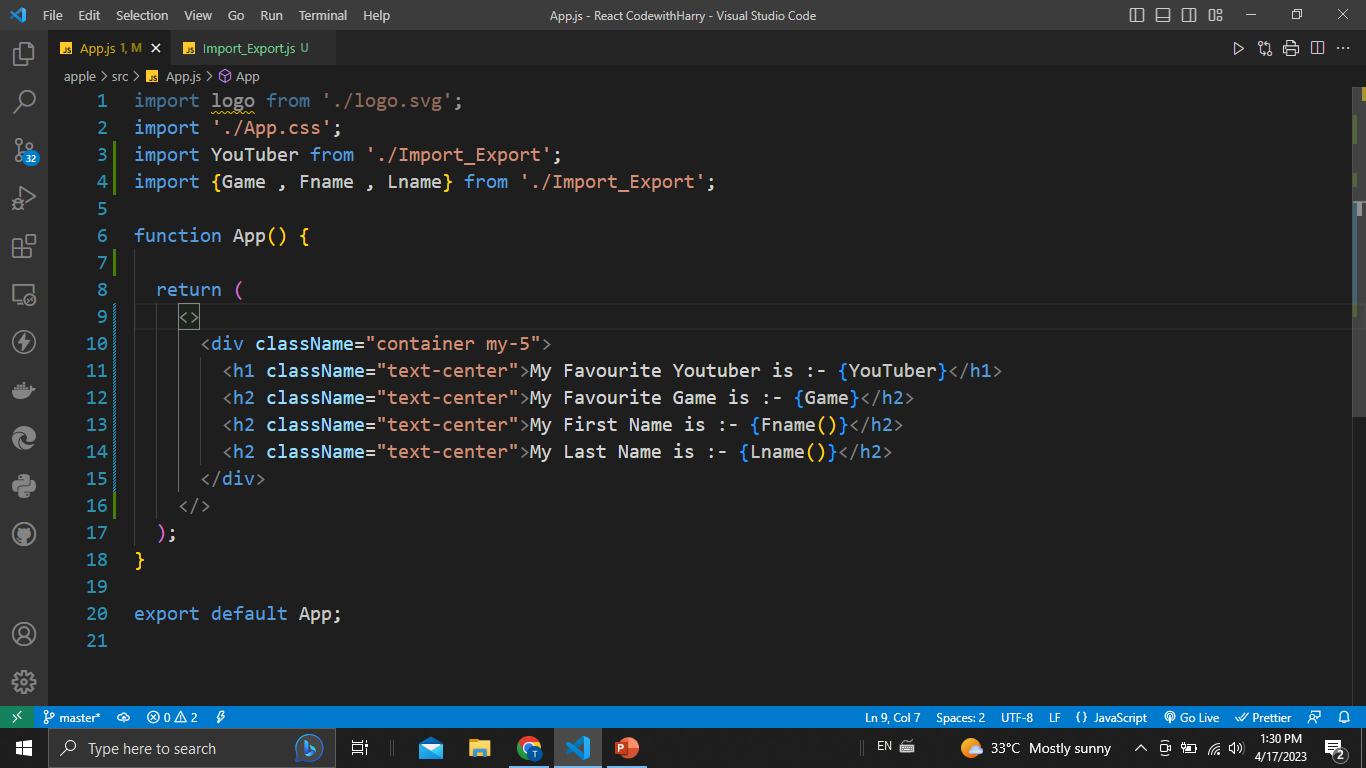 File Edit Selection View Go Run Terminal Help App.js - React CodewithHarry - Visual Studio Code
JS App.js 1, M JS Import_Export.js U
apple > src > JS App.js > App
1 import logo from './logo.svg';
2 import './App.css';
3 import YouTuber from './Import_Export';
4 import {Game , Fname , Lname} from './Import_Export';
5
6 function App() {
7
8 return (
9 <>
10 <div className="container my-5">
11 <h1 className="text-center">My Favourite Youtuber is :- {YouTuber}</h1>
12 <h2 className="text-center">My Favourite Game is :- {Game}</h2>
13 <h2 className="text-center">My First Name is :- {Fname()}</h2>
14 <h2 className="text-center">My Last Name is :- {Lname()}</h2>
15 </div>
16 </>
17 );
18 }
19
20 export default App;
21
32
master* 0 2 Ln 9, Col 7 Spaces: 2 UTF-8 LF {} JavaScript Go Live Prettier
Type here to search T P EN 33°C Mostly sunny 1:30 PM
4/17/2023 2